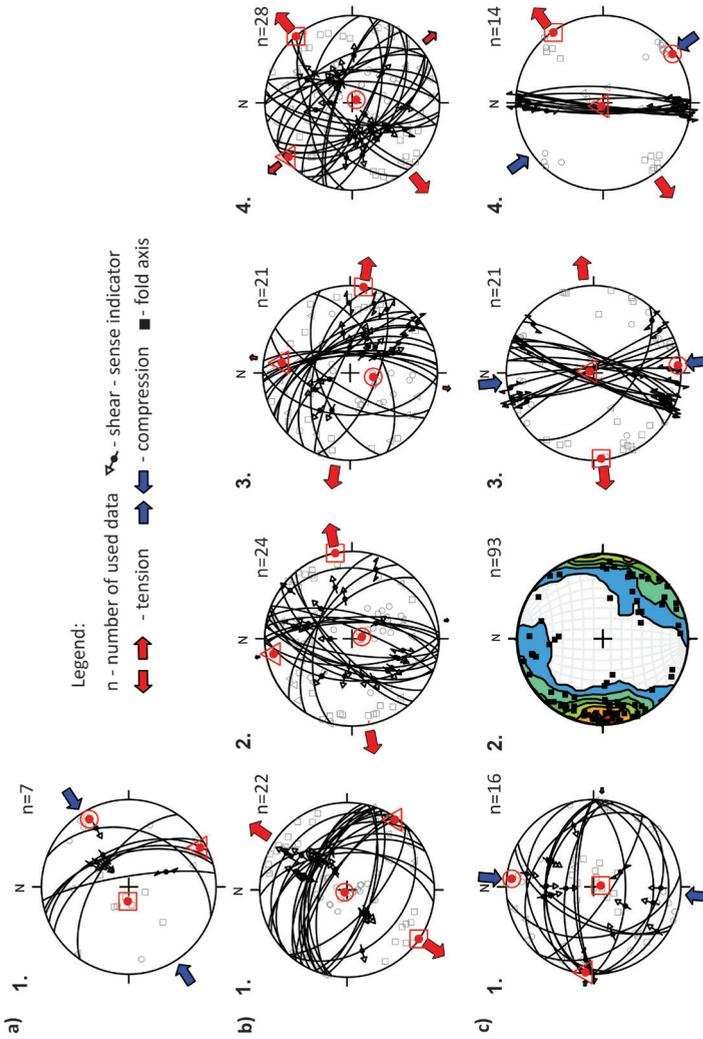 a)
1.
n=7
N
Legend:
n - number of used data - shear - sense indicator
- tension - compression - fold axis
b)
1.
n=22
N
2.
n=24
N
3.
n=21
N
4.
n=28
N
c)
1.
n=16
N
2.
n=93
N
3.
n=21
N
4.
n=14
N